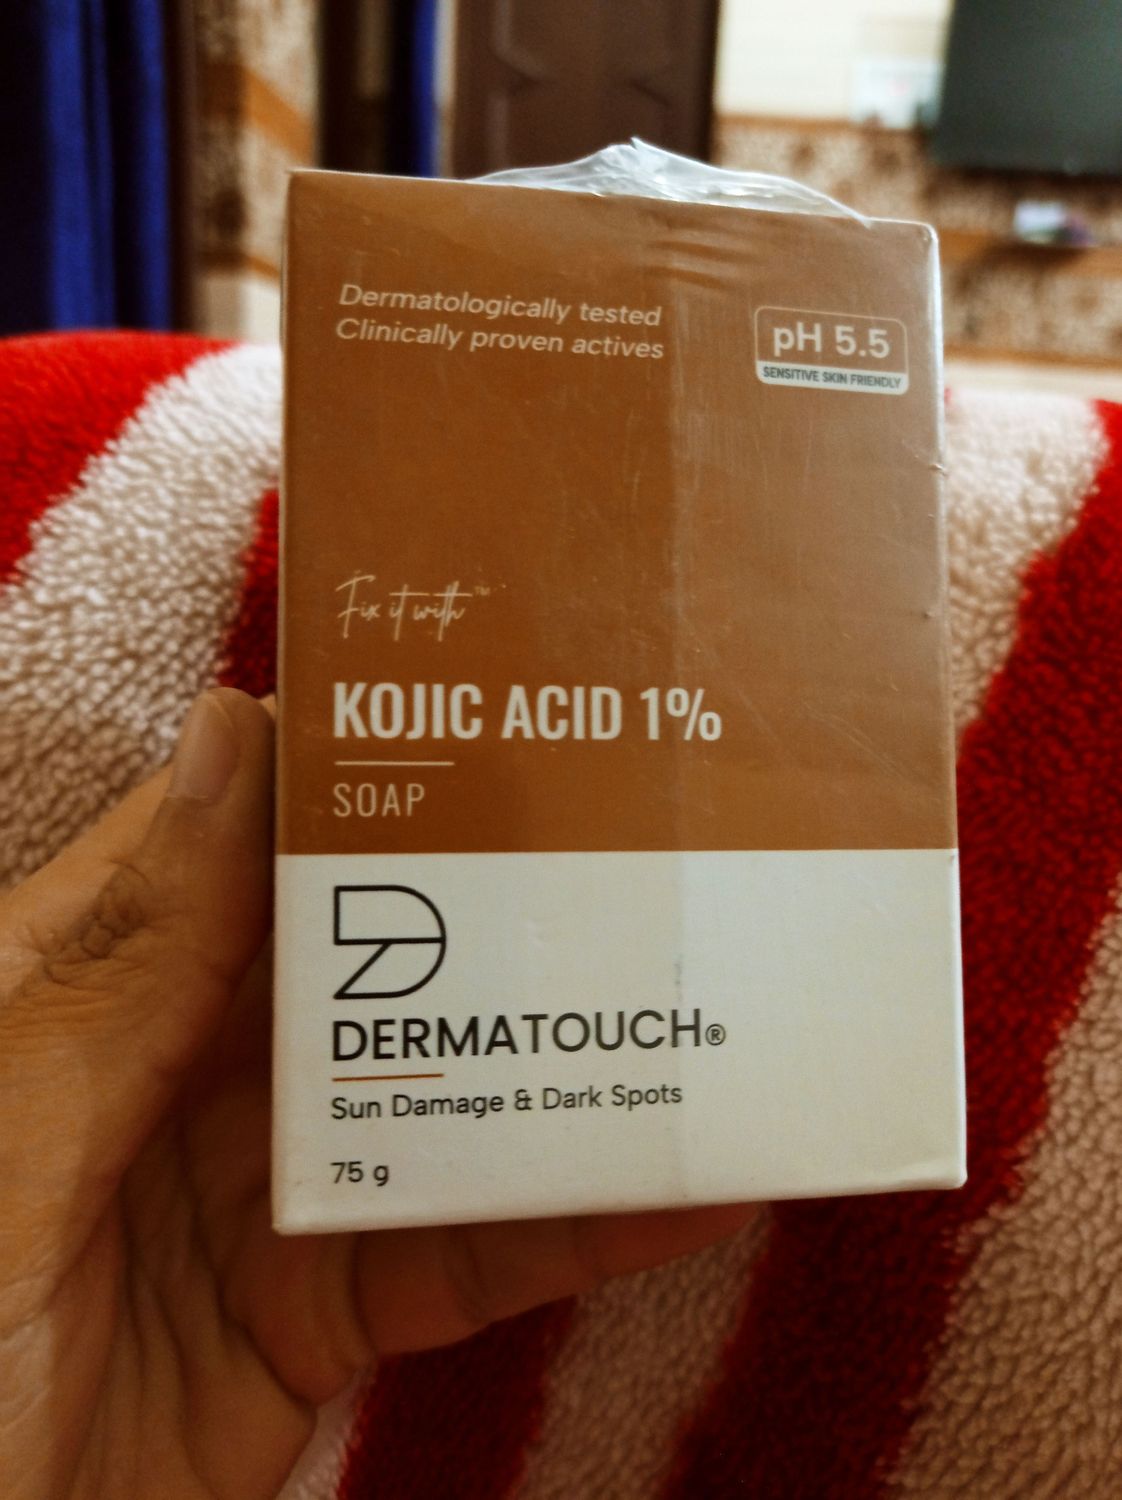 Dermatologically tested
Clinically proven actives
pH 5.5
SENSITIVE SKIN FRIENDLY
Fix it with™
KOJIC ACID 1%
SOAP
DERMATOUCH®
Sun Damage & Dark Spots
75 g